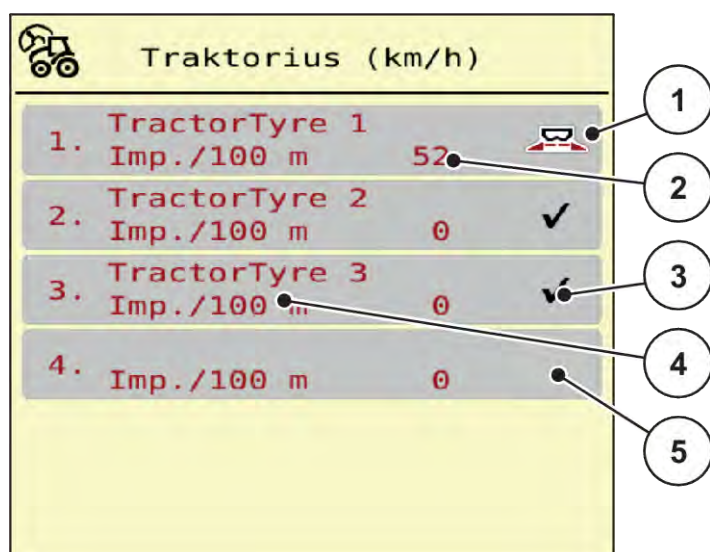 Traktorius (km/h)
1. TractorTyre 1
Imp./100 m 52
2. TractorTyre 2
Imp./100 m 0
3. TractorTyre 3
Imp./100 m 0
4.
Imp./100 m 0
1
2
3
4
5